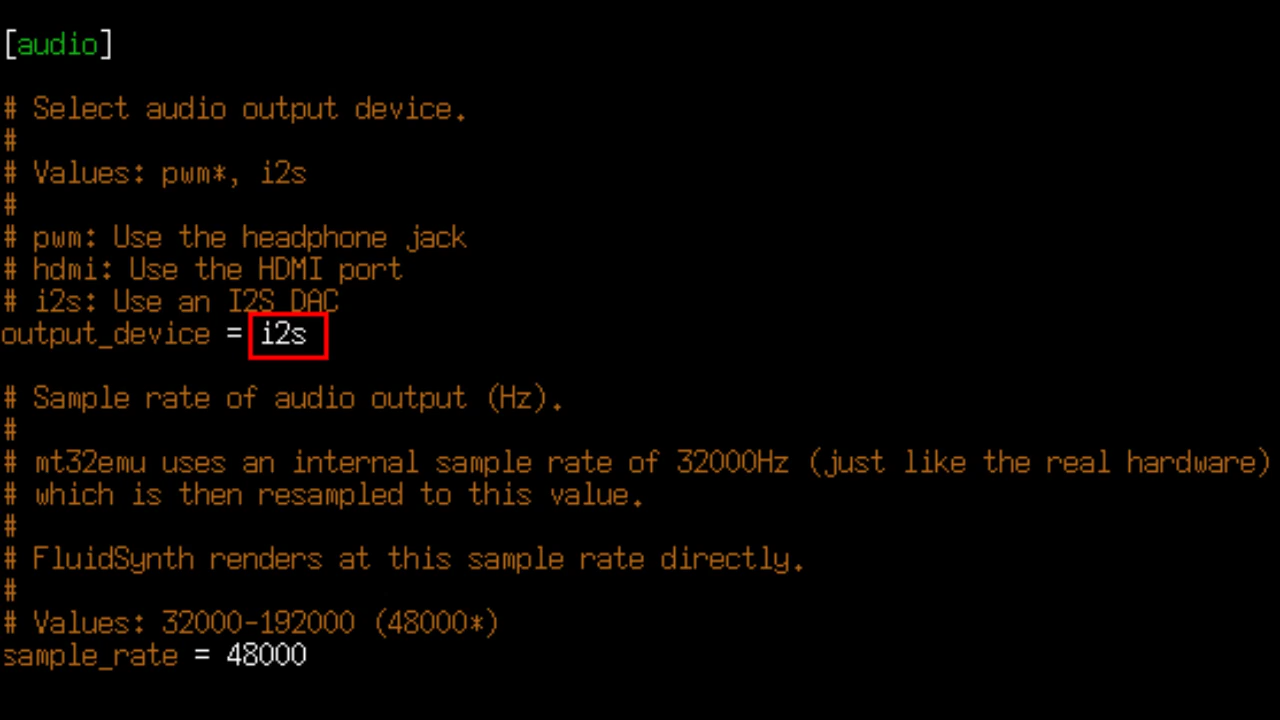 [audio]
# Select audio output device.
#
# Values: pwm*, i2s
#
# pwm: Use the headphone jack
# hdmi: Use the HDMI port
# i2s: Use an I2S DAC
output_device = i2s
# Sample rate of audio output (Hz).
#
# mt32emu uses an internal sample rate of 32000Hz (just like the real hardware)
# which is then resampled to this value.
#
# FluidSynth renders at this sample rate directly.
#
# Values: 32000-192000 (48000*)
sample_rate = 48000